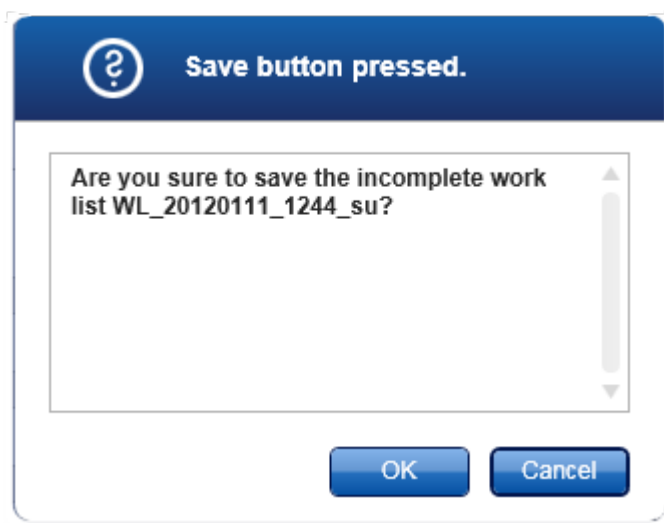 Save button pressed.
Are you sure to save the incomplete work
list WL_20120111_1244_su?
OK
Cancel